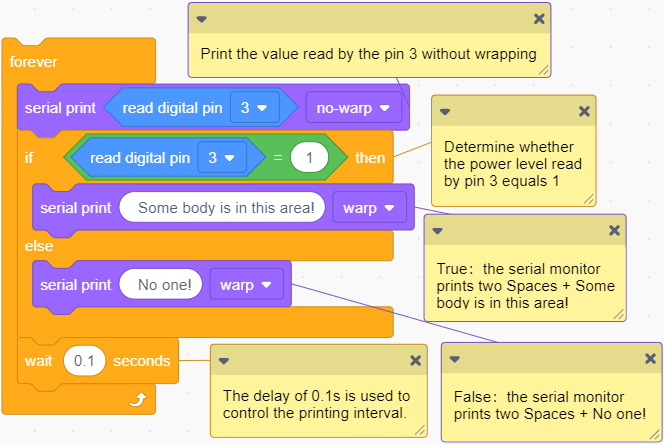 Print the value read by the pin 3 without wrapping
forever
serial print read digital pin 3 no-warp
if read digital pin 3 = 1 then
Determine whether
the power level read
by pin 3 equals 1
serial print Some body is in this area! warp
else
True：the serial monitor
prints two Spaces + Some
body is in this area!
serial print No one! warp
wait 0.1 seconds
The delay of 0.1s is used to
control the printing interval.
False：the serial monitor
prints two Spaces + No one!